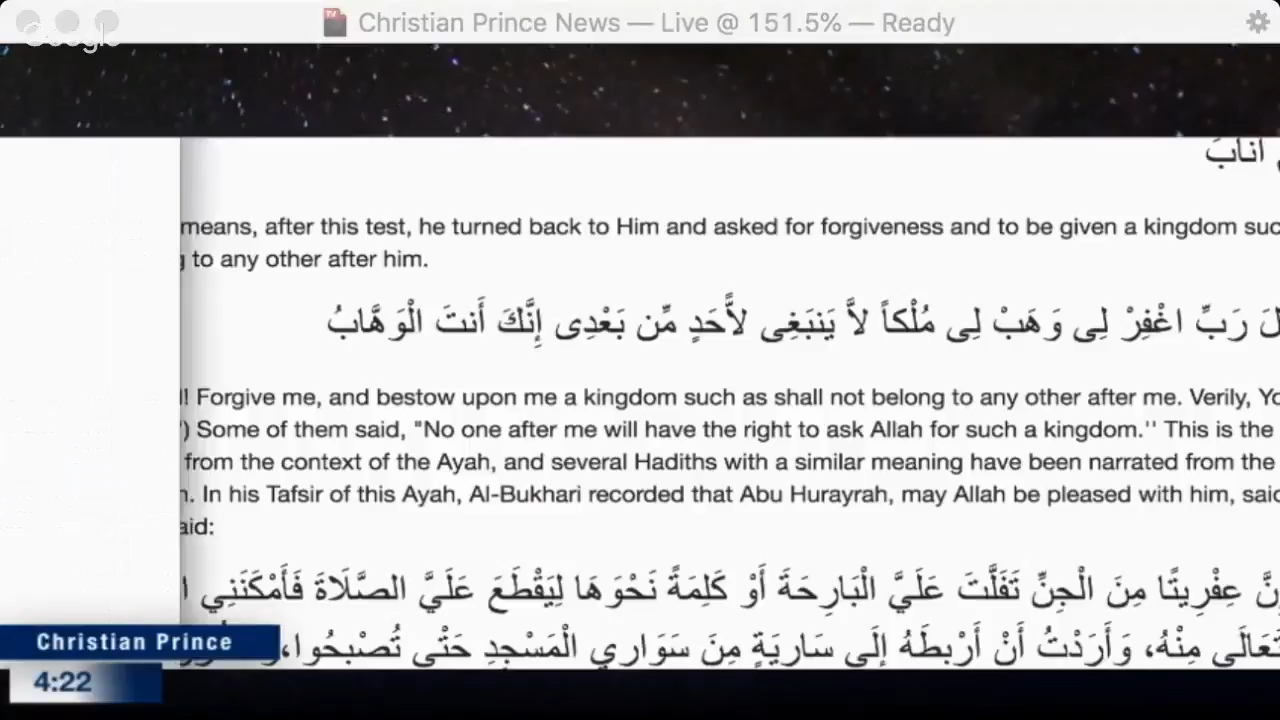 Christian Prince News — Live @ 151.5% — Ready
Google
أناب
means, after this test, he turned back to Him and asked for forgiveness and to be given a kingdom suc
to any other after him.
رَبِّ اغْفِرْ لِى وَهَبْ لِى مُلْكاً لاَّ يَنبَغِى لاًّحَدٍ مِّن بَعْدِى إِنَّكَ أَنتَ الْوَهَّابُ
! Forgive me, and bestow upon me a kingdom such as shall not belong to any other after me. Verily, Yo
) Some of them said, "No one after me will have the right to ask Allah for such a kingdom.'' This is the
from the context of the Ayah, and several Hadiths with a similar meaning have been narrated from the
. In his Tafsir of this Ayah, Al-Bukhari recorded that Abu Hurayrah, may Allah be pleased with him, said
aid:
عِفْرِيتًا مِنَ الْجِنِّ تَفَلَّتَ عَلَيَّ الْبَارِحَةَ أَوْ كَلِمَةً نَحْوَهَا لِيَقْطَعَ عَلَيَّ الصَّلَاةَ فَأَمْكَنَنِي
تَعَالَى مِنْهُ، وَأَرَدْتُ أَنْ أَرْبِطَهُ إِلَى سَارِيَةٍ مِنَ سَوَارِي الْمَسْجِدِ حَتْى تُصْبِحُوا،
Christian Prince
4:22